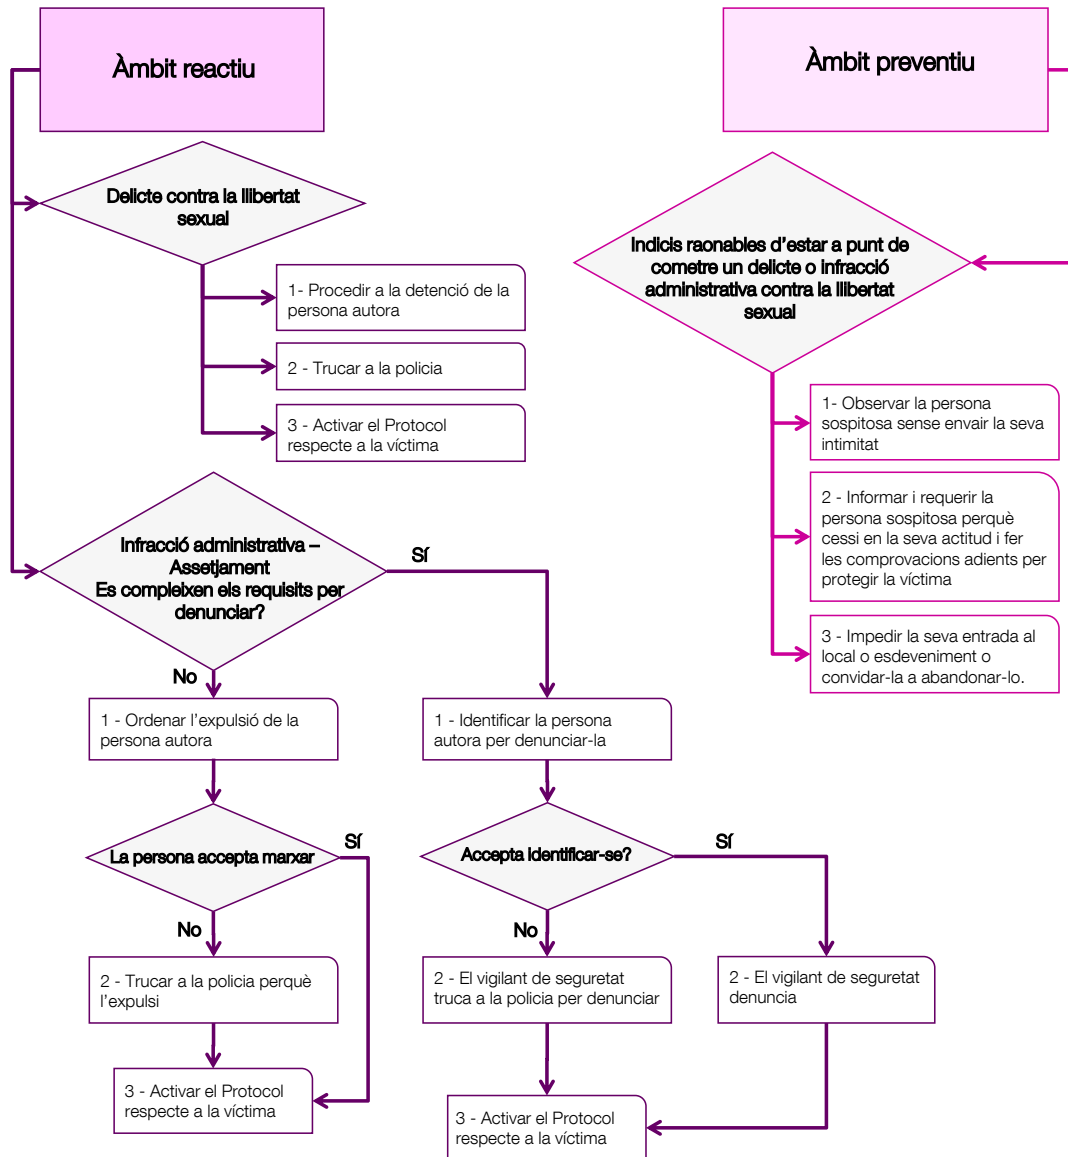 Àmbit reactiu
Delicte contra la llibertat
sexual
1- Procedir a la detenció de la
persona autora
2 - Trucar a la policia
3 - Activar el Protocol
respecte a la víctima
Infracció administrativa –
Assetjament
Es compleixen els requisits per
denunciar?
Sí
No
1 - Ordenar l’expulsió de la
persona autora
La persona accepta marxar
Sí
No
2 - Trucar a la policia perquè
l’expulsi
3 - Activar el Protocol
respecte a la víctima
1 - Identificar la persona
autora per denunciar-la
Accepta identificar-se?
Sí
No
2 - El vigilant de seguretat
truca a la policia per denunciar
2 - El vigilant de seguretat
denuncia
3 - Activar el Protocol
respecte a la víctima
Àmbit preventiu
Indicis raonables d’estar a punt de
cometre un delicte o infracció
administrativa contra la llibertat
sexual
1- Observar la persona
sospitosa sense envair la seva
intimitat
2 - Informar i requerir la
persona sospitosa perquè
cessi en la seva actitud i fer
les comprovacions adients per
protegir la víctima
3 - Impedir la seva entrada al
local o esdeveniment o
convidar-la a abandonar-lo.